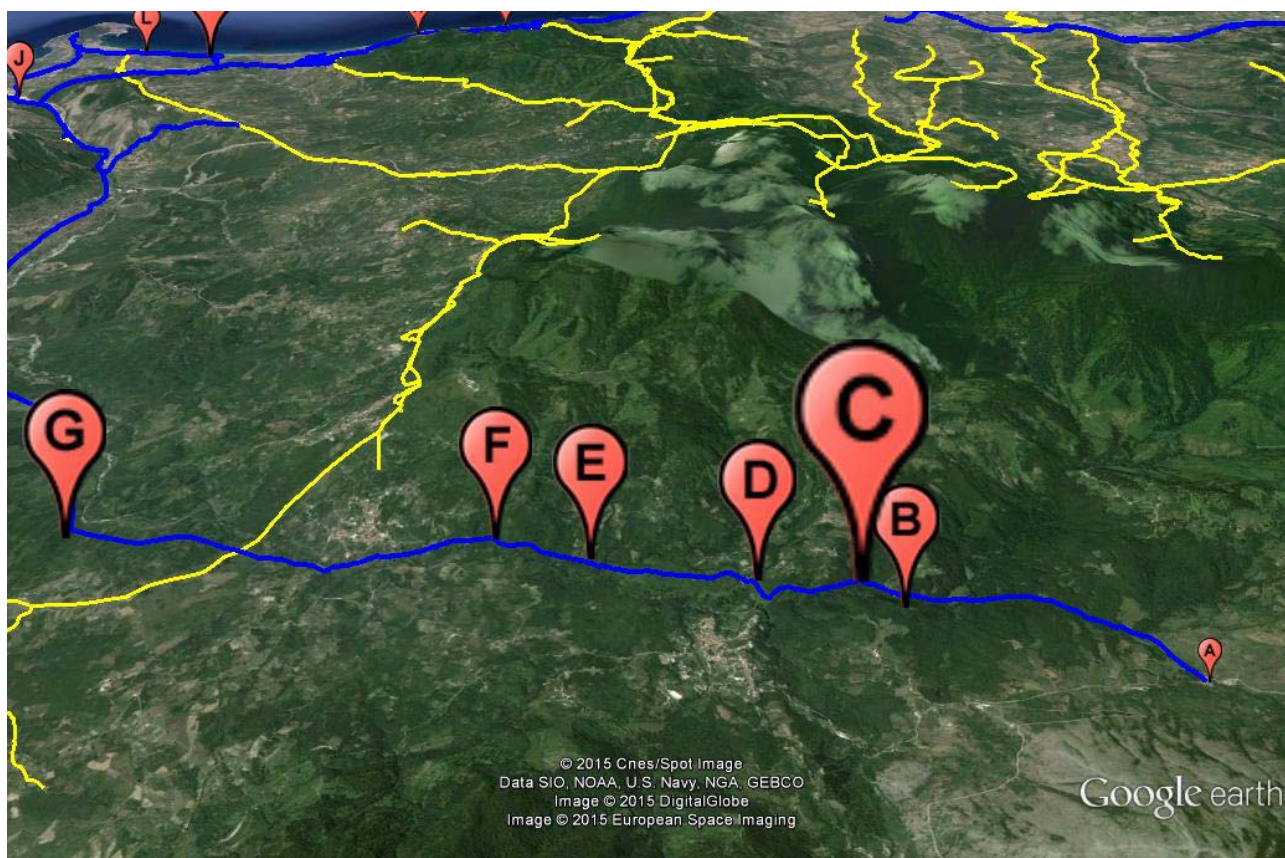 L
J
G
F
E
D
C
B
A
© 2015 Cnes/Spot Image
Data SIO, NOAA, U.S. Navy, NGA, GEBCO
Image © 2015 DigitalGlobe
Image © 2015 European Space Imaging
Google earth